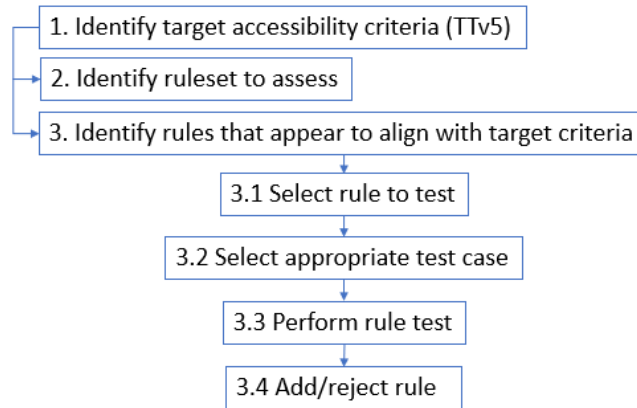 1. Identify target accessibility criteria (TTv5)
2. Identify ruleset to assess
3. Identify rules that appear to align with target criteria
3.1 Select rule to test
3.2 Select appropriate test case
3.3 Perform rule test
3.4 Add/reject rule